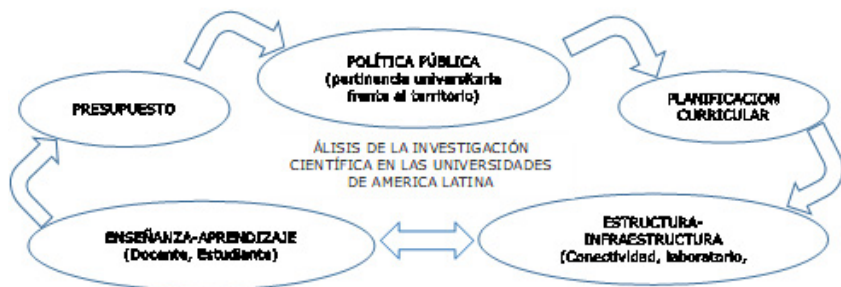 POLÍTICA PÚBLICA
(pertinencia universitaria
frente el territorio)
PRESUPUESTO
PLANIFICACION
CURRICULAR
ÁLISIS DE LA INVESTIGACIÓN
CIENTÍFICA EN LAS UNIVERSIDADES
DE AMERICA LATINA
ENSEÑANZA-APRENDIZAJE
(Docente, Estudiante)
ESTRUCTURA-
INFRAESTRUCTURA
(Conectividad, laboratorio,